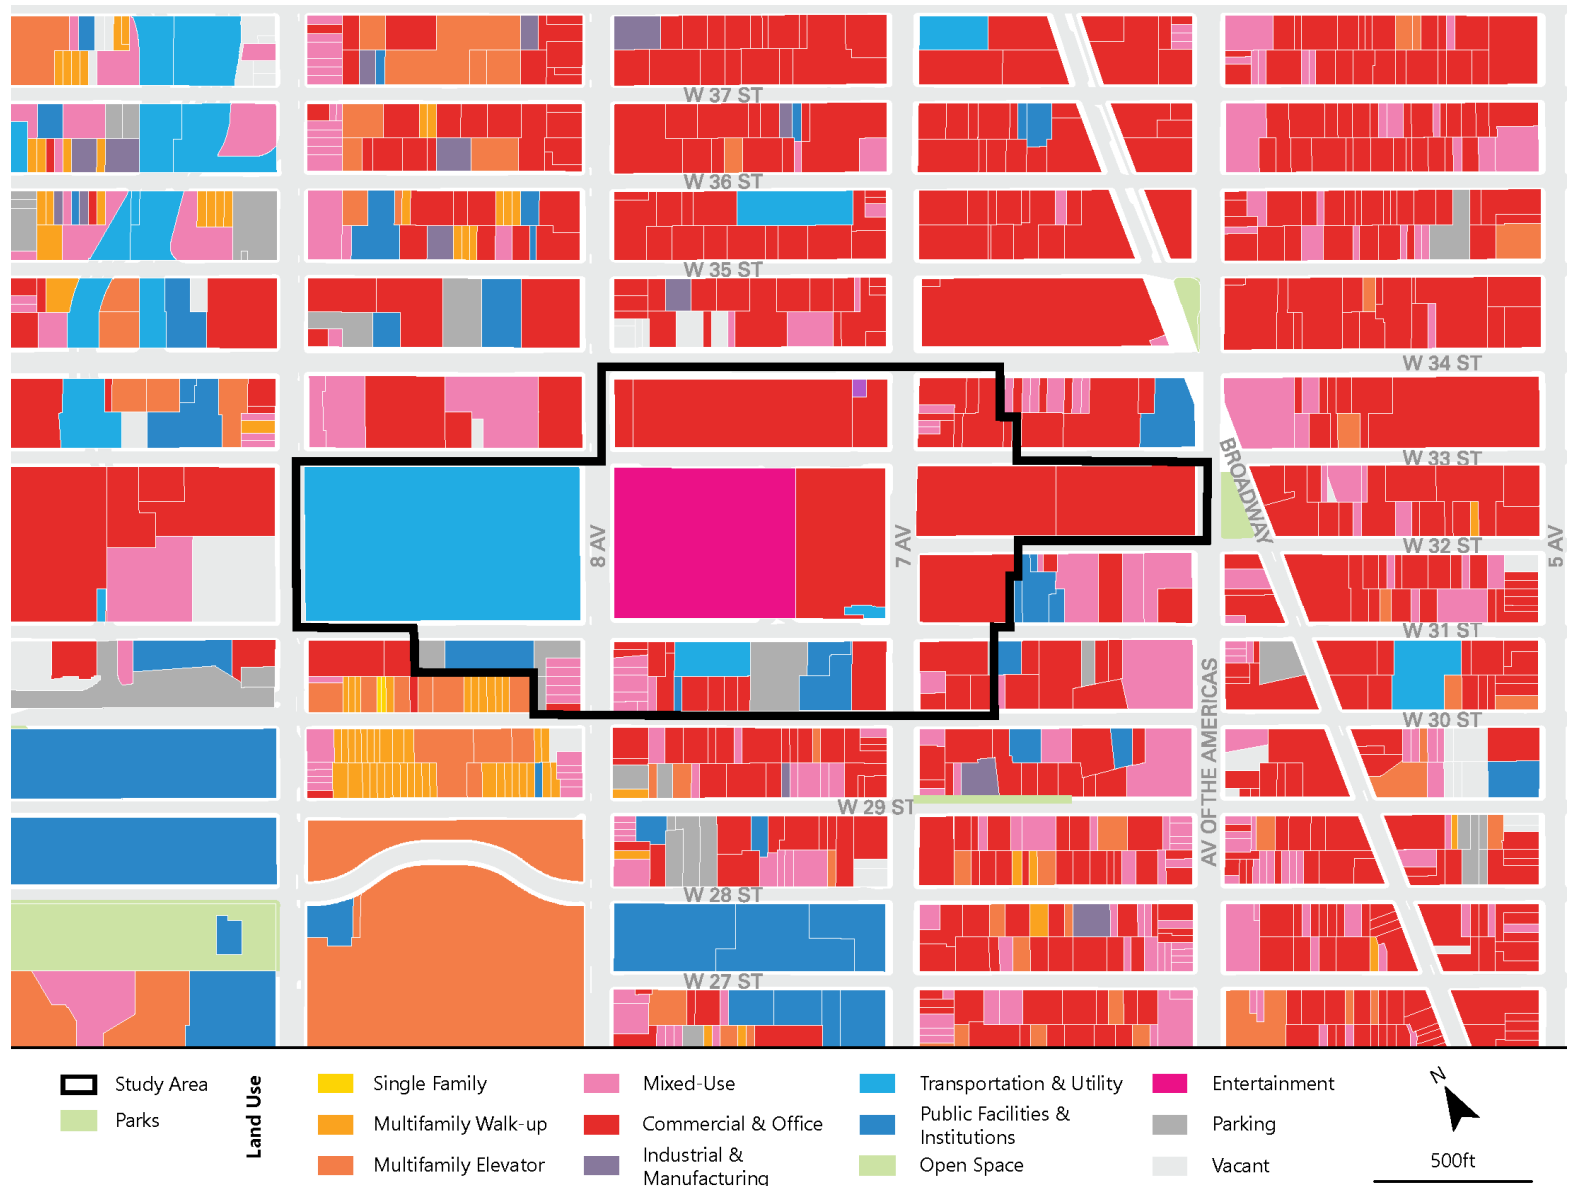 W 37 ST
W 36 ST
W 35 ST
W 34 ST
W 33 ST
BROADWAY
8 AV
7 AV
W 32 ST
5 AV
W 31 ST
AV OF THE AMERICAS
W 30 ST
W 29 ST
W 28 ST
W 27 ST
Study Area
Parks
Land Use
Single Family
Multifamily Walk-up
Multifamily Elevator
Mixed-Use
Commercial & Office
Industrial &
Manufacturing
Transportation & Utility
Public Facilities &
Institutions
Open Space
Entertainment
Parking
Vacant
N
500ft